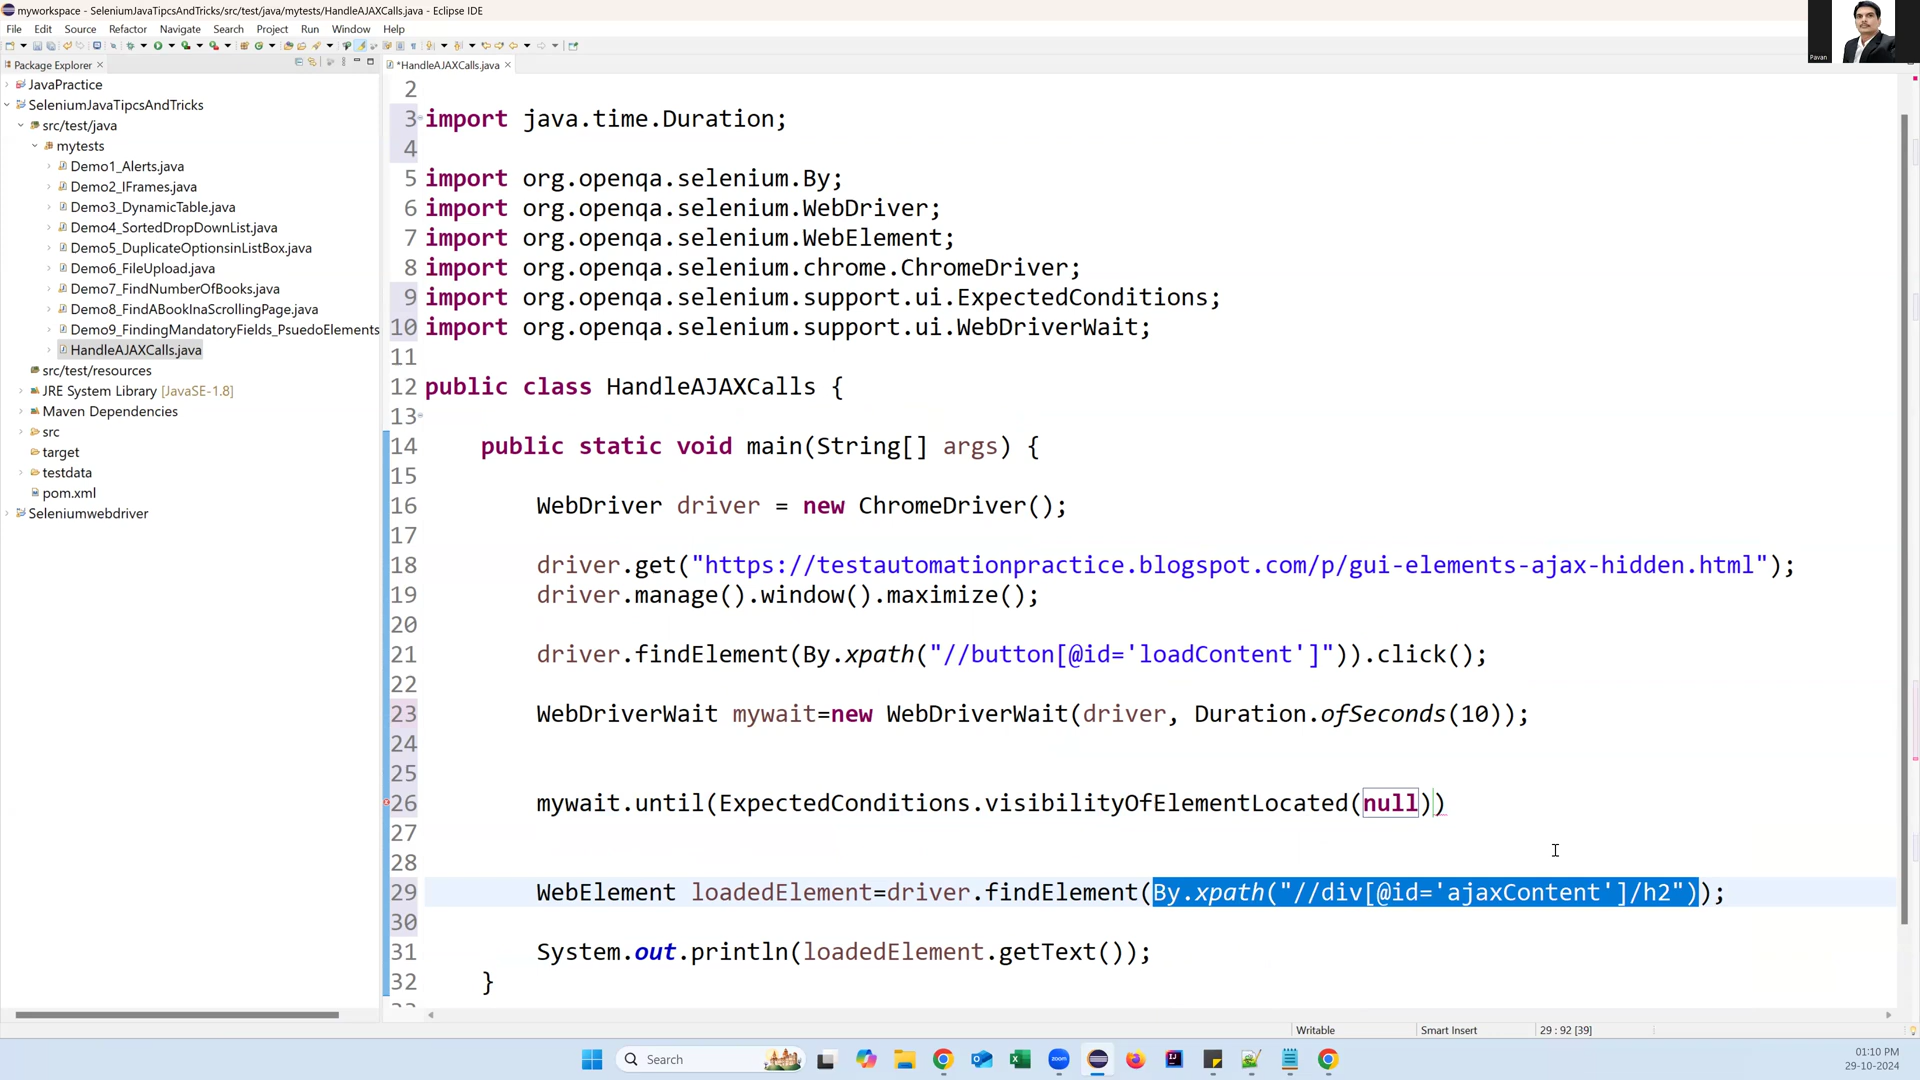 myworkspace - SeleniumJavaTipcsAndTricks/src/test/java/mytests/HandleAJAXCalls.java - Eclipse IDE
File Edit Source Refactor Navigate Search Project Run Window Help
Pavan
Package Explorer
*HandleAJAXCalls.java
JavaPractice
SeleniumJavaTipcsAndTricks
src/test/java
mytests
Demo1_Alerts.java
Demo2_IFrames.java
Demo3_DynamicTable.java
Demo4_SortedDropDownList.java
Demo5_DuplicateOptionsinListBox.java
Demo6_FileUpload.java
Demo7_FindNumberOfBooks.java
Demo8_FindABookInaScrollingPage.java
Demo9_FindingMandatoryFields_PsuedoElements
HandleAJAXCalls.java
src/test/resources
JRE System Library [JavaSE-1.8]
Maven Dependencies
src
target
testdata
pom.xml
Seleniumwebdriver
2
3 import java.time.Duration;
4
5 import org.openqa.selenium.By;
6 import org.openqa.selenium.WebDriver;
7 import org.openqa.selenium.WebElement;
8 import org.openqa.selenium.chrome.ChromeDriver;
9 import org.openqa.selenium.support.ui.ExpectedConditions;
10 import org.openqa.selenium.support.ui.WebDriverWait;
11
12 public class HandleAJAXCalls {
13
14 public static void main(String[] args) {
15
16 WebDriver driver = new ChromeDriver();
17
18 driver.get("https://testautomationpractice.blogspot.com/p/gui-elements-ajax-hidden.html");
19 driver.manage().window().maximize();
20
21 driver.findElement(By.xpath("//button[@id='loadContent']")).click();
22
23 WebDriverWait mywait=new WebDriverWait(driver, Duration.ofSeconds(10));
24
25
26 mywait.until(ExpectedConditions.visibilityOfElementLocated(null))
27
28
29 WebElement loadedElement=driver.findElement(By.xpath("//div[@id='ajaxContent']/h2"));
30
31 System.out.println(loadedElement.getText());
32 }
33
Writable Smart Insert 29 : 92 [39]
Search
zoom
01:10 PM
29-10-2024